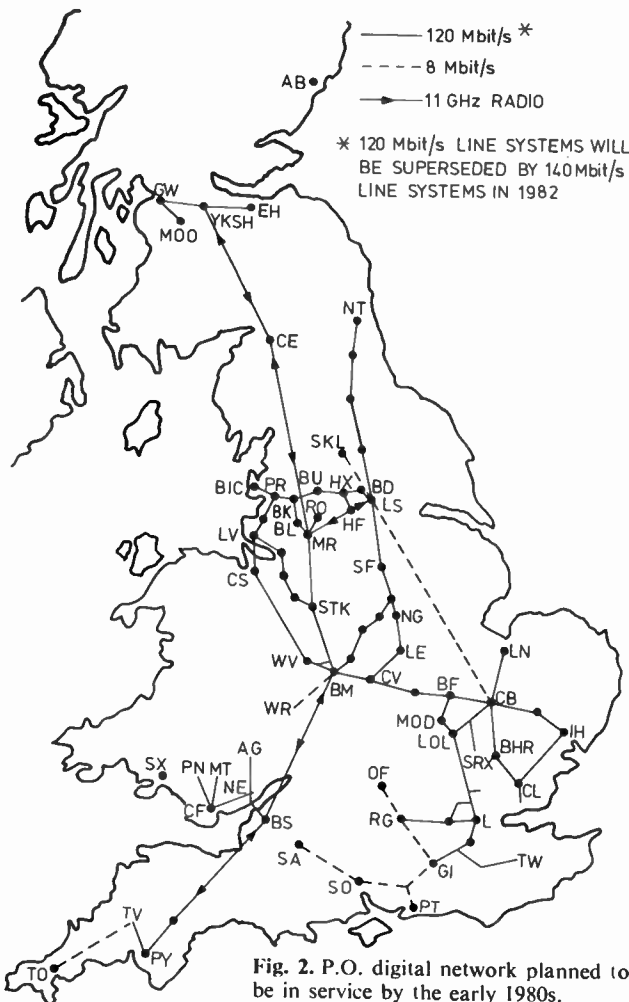 120 Mbit/s *
8 Mbit/s
11 GHz RADIO
* 120 Mbit/s LINE SYSTEMS WILL
BE SUPERSEDED BY 140 Mbit/s
LINE SYSTEMS IN 1982
AB
GW
YKSH
EH
MOO
CE
NT
SKL
BIC
PR
BU
HX
BD
BK
RO
LS
BL
HF
LV
MR
SF
CS
STK
NG
LE
LN
WV
BM
CV
BF
CB
WR
MOD
LOL
IH
SRX
BHR
CL
AG
SX
PN
MT
NE
OF
CF
BS
RG
L
SA
GI
TW
SO
PT
TV
PY
TO
Fig. 2. P.O. digital network planned to
be in service by the early 1980s.